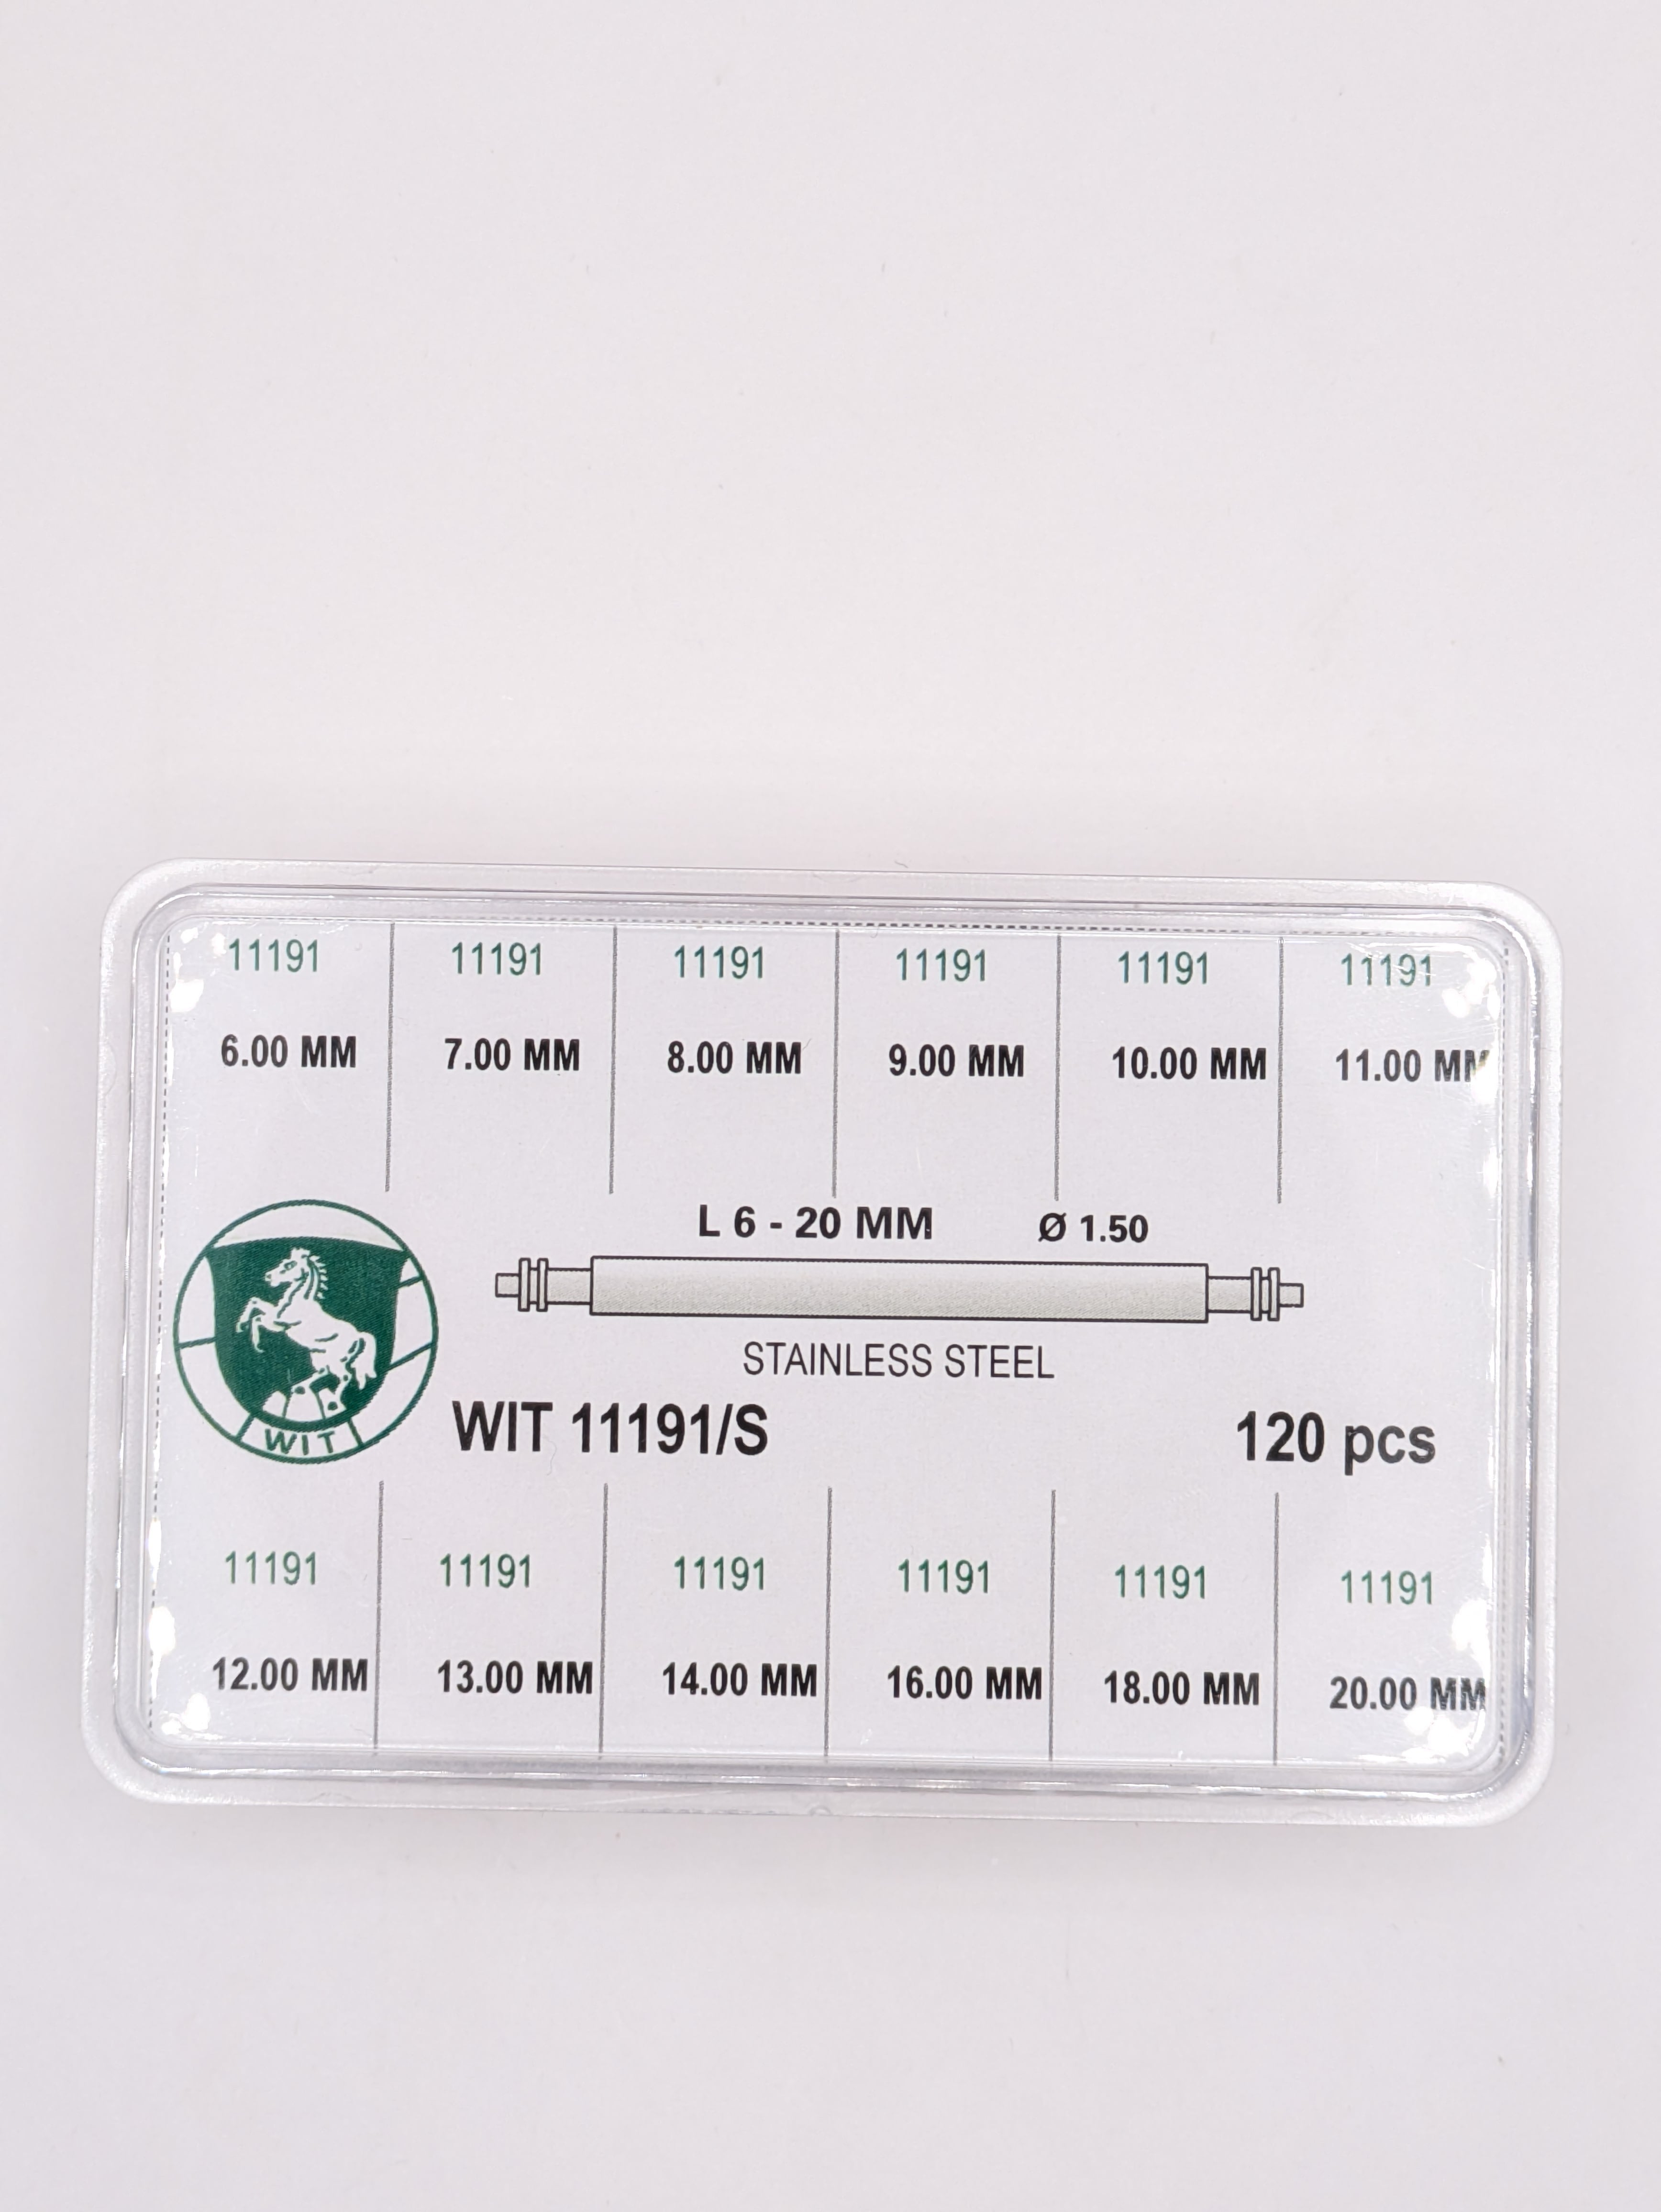 11191 11191 11191 11191 11191 11191
6.00 MM 7.00 MM 8.00 MM 9.00 MM 10.00 MM 11.00 MM
L 6 - 20 MM Ø 1.50
STAINLESS STEEL
WIT
WIT 11191/S 120 pcs
11191 11191 11191 11191 11191 11191
12.00 MM 13.00 MM 14.00 MM 16.00 MM 18.00 MM 20.00 MM